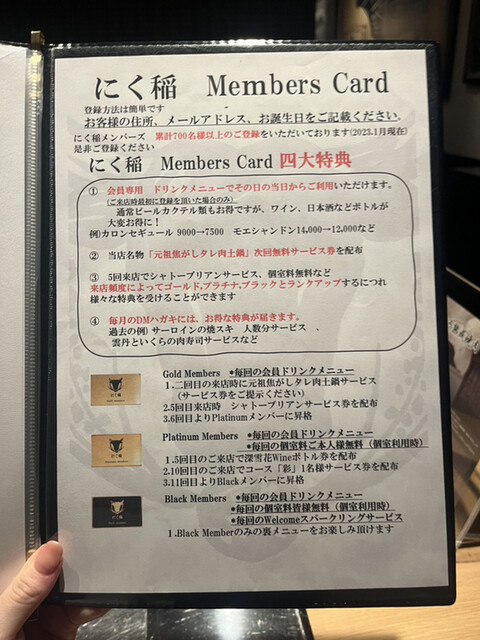 にく稲 Members Card
登録方法は簡単です
お客様の住所，メールアドレス，お誕生日をご記載ください.
にく稲メンバーズ 累計700名様以上のご登録をいただいております(2023.1月現在)
是非ご登録ください
にく稲 Members Card 四大特典
① 会員専用 ドリンクメニューでその日の当日からご利用いただけます。
(ご来店時最初に登録を頂いた場合のみ)
通常ビールカクテル類もお得ですが、ワイン、日本酒などボトルが
大変お得に!
例)カロンセギュール 9000→7500 モエシャンドン14,000→12,000など
② 当店名物「元祖焦がしタレ肉土鍋」次回無料サービス券を配布
③ 5回来店でシャトーブリアンサービス、個室料無料など
来店頻度によってゴールド,プラチナ,ブラックとランクアップするにつれ
様々な特典を受けることができます
④ 毎月のDMハガキには、お得な特典が届きます。
過去の例) サーロインの焼スキ 人数分サービス 、
雲丹といくらの肉寿司サービスなど
Gold Members *毎回の会員ドリンクメニュー
1.二回目の来店時に元祖焦がしタレ肉土鍋サービス
(サービス券をご提示ください)
2.5回目来店時 シャトーブリアンサービス券を配布
3.6回目よりPlatinumメンバーに昇格
Platinum Members *毎回の会員ドリンクメニュー
*毎回の個室料ご本人様無料（個室利用時）
1.5回目のご来店で深雪花Wineボトル券を配布
2.10回目のご来店でコース「彩」1名様サービス券を配布
3.11回目よりBlackメンバーに昇格
Black Members *毎回の会員ドリンクメニュー
*毎回の個室料皆様無料（個室利用時）
*毎回のWelcomeスパークリングサービス
1.Black Memberのみの裏メニューをお楽しみ頂けます